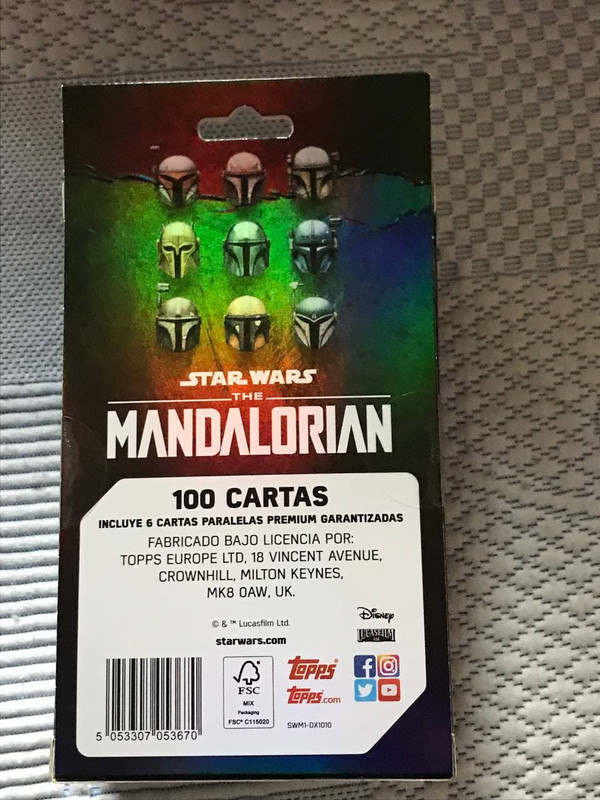 STAR WARS
THE
MANDALORIAN
100 CARTAS
INCLUYE 6 CARTAS PARALELAS PREMIUM GARANTIZADAS
FABRICADO BAJO LICENCIA POR:
TOPPS EUROPE LTD, 18 VINCENT AVENUE,
CROWNHILL, MILTON KEYNES,
MK8 0AW, UK.
© & ™ Lucasfilm Ltd.
starwars.com
Disney
LUCASFILM
Ltd
5 053307 053670
FSC
MIX
Packaging
FSC® C115020
topps
topps.com
SWM1-DX1010